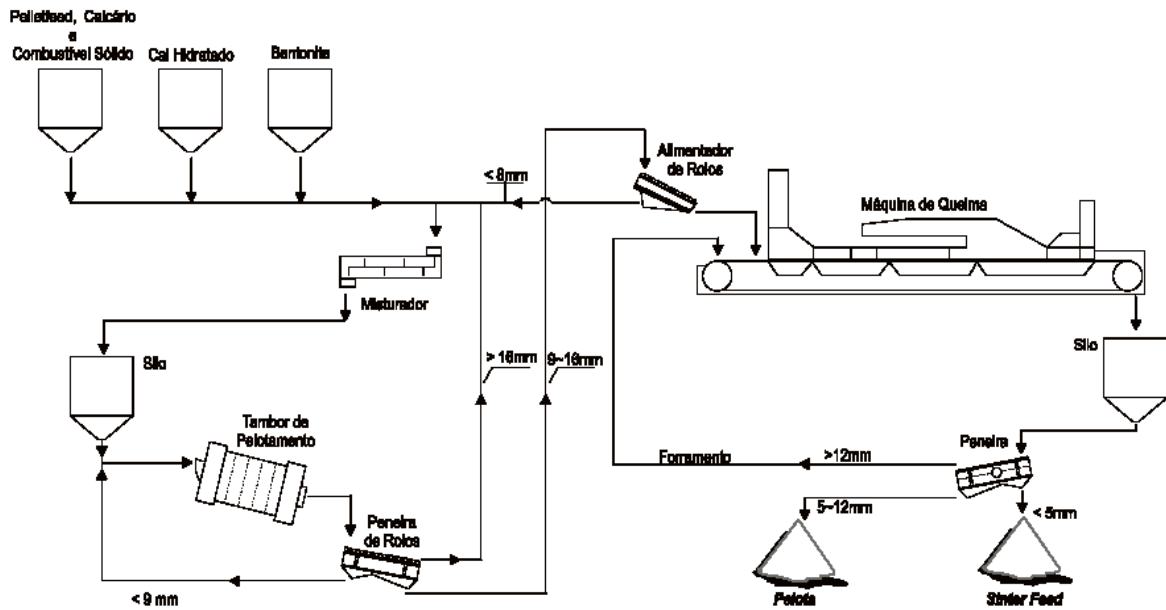 Pelletfeed, Calcário
e
Combustível Sólido
Cal Hidratado
Bentonita
Alimentador
de Rolos
< 8mm
Máquina de Queima
Misturador
Silo
> 16mm
9~16mm
Silo
Tambor de
Pelotamento
Peneira
Forramento
>12mm
5~12mm
< 5mm
Peneira
de Rolos
< 9 mm
Pelota
Sinter Feed